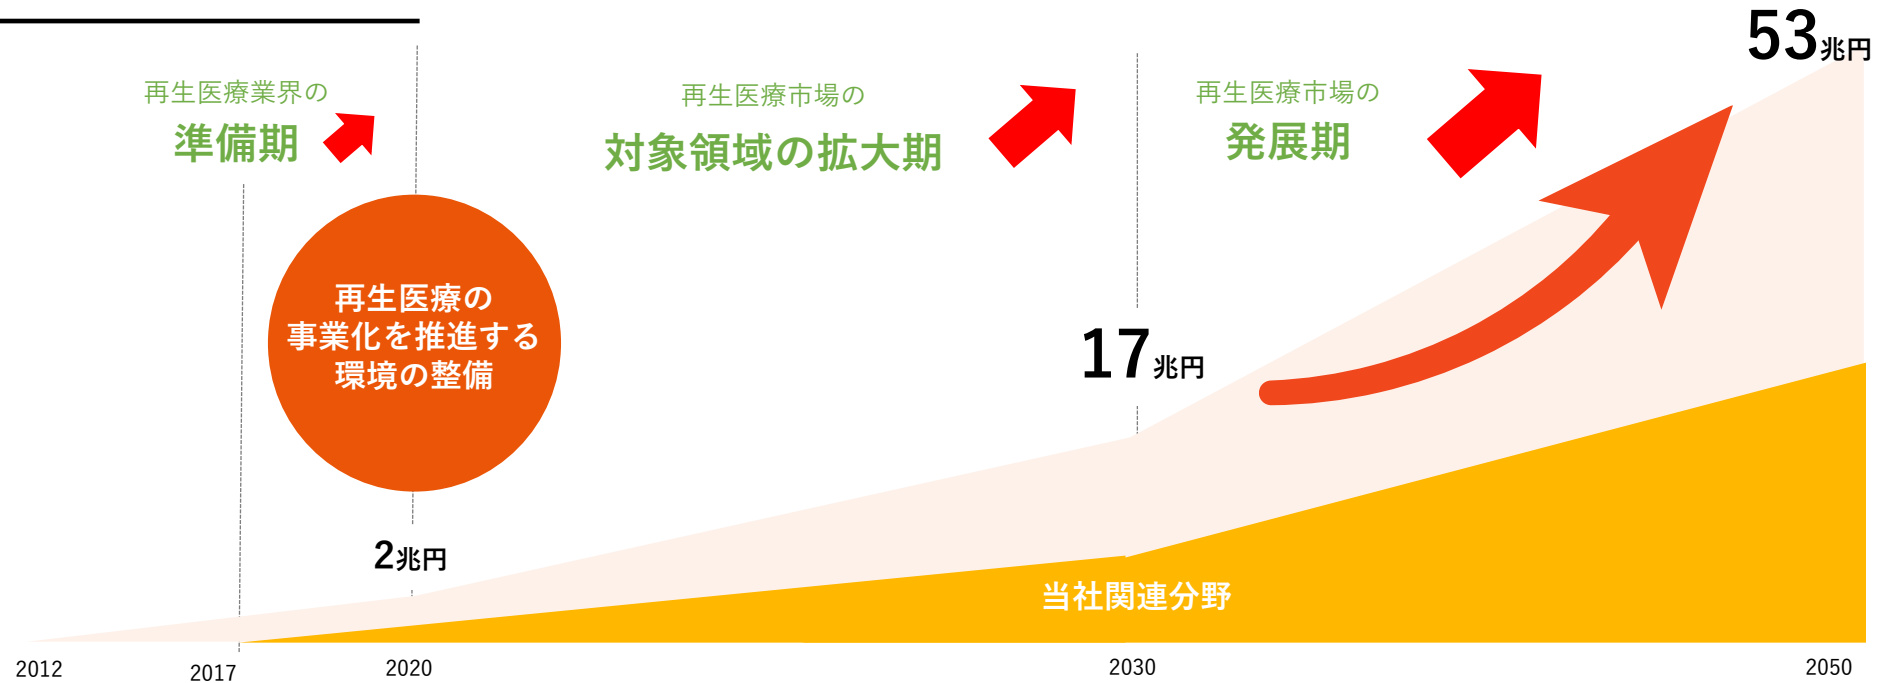 53兆円
再生医療業界の
準備期
再生医療市場の
対象領域の拡大期
再生医療市場の
発展期
再生医療の
事業化を推進する
環境の整備
17兆円
2兆円
当社関連分野
2012
2017
2020
2030
2050